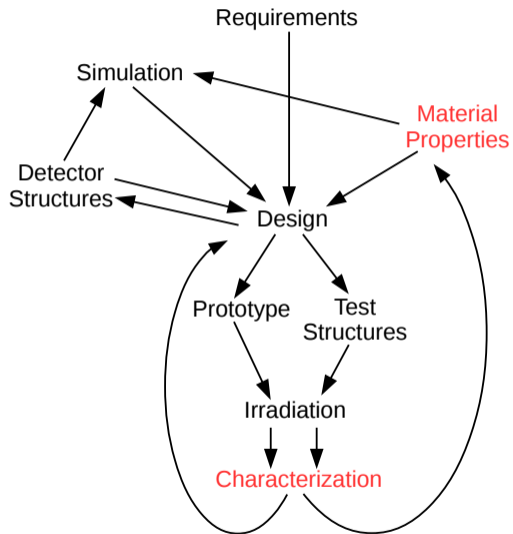 Requirements
Simulation
Material
Properties
Detector
Structures
Design
Prototype
Test
Structures
Irradiation
Characterization